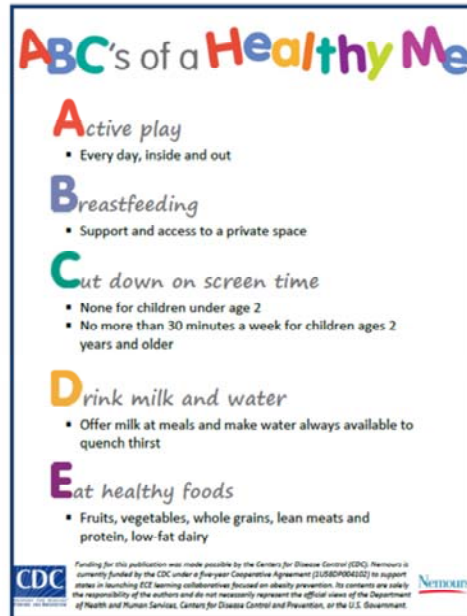 ABC's of a Healthy Me
Active play
▪ Every day, inside and out
Breastfeeding
▪ Support and access to a private space
Cut down on screen time
▪ None for children under age 2
▪ No more than 30 minutes a week for children ages 2
years and older
Drink milk and water
▪ Offer milk at meals and make water always available to
quench thirst
Eat healthy foods
▪ Fruits, vegetables, whole grains, lean meats and
protein, low-fat dairy
Funding for this publication was made possible by the Centers for Disease Control (CDC). Nemours is
currently funded by the CDC under a five-year Cooperative Agreement (1U58DP004102) to support
states in launching ECE learning collaboratives focused on obesity prevention. Its contents are solely
the responsibility of the authors and do not necessarily represent the official views of the Department
of Health and Human Services, Centers for Disease Control and Prevention, or the U.S. Government.
CDC
Nemours